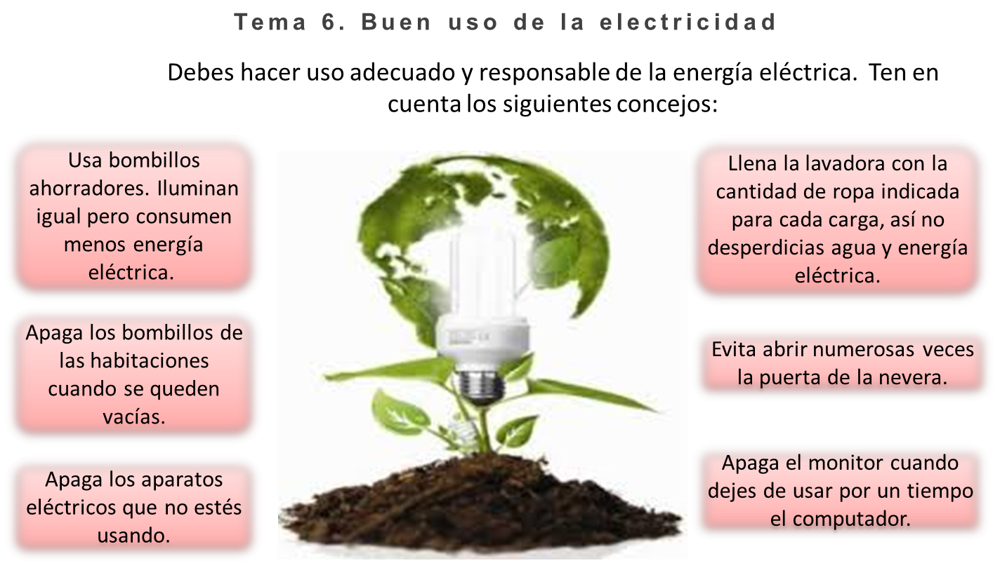 Tema 6. Buen uso de la electricidad
Debes hacer uso adecuado y responsable de la energía eléctrica. Ten en
cuenta los siguientes concejos:
Usa bombillos
ahorradores. Iluminan
igual pero consumen
menos energía
eléctrica.
Apaga los bombillos de
las habitaciones
cuando se queden
vacías.
Apaga los aparatos
eléctricos que no estés
usando.
Llena la lavadora con la
cantidad de ropa indicada
para cada carga, así no
desperdicias agua y energía
eléctrica.
Evita abrir numerosas veces
la puerta de la nevera.
Apaga el monitor cuando
dejes de usar por un tiempo
el computador.